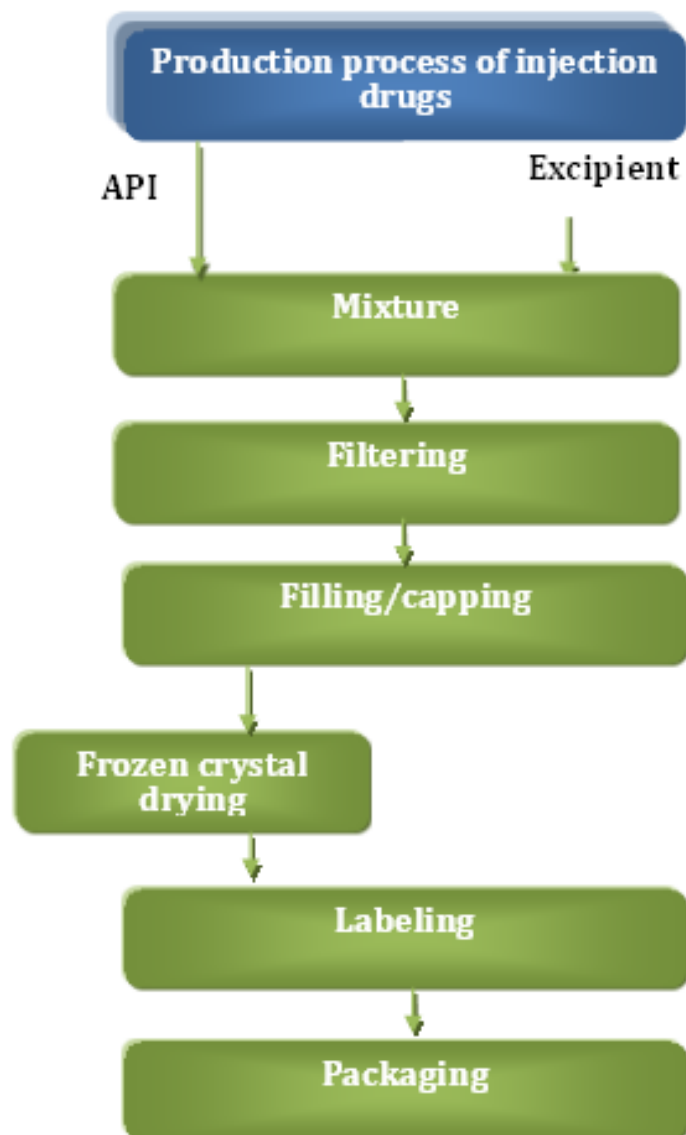 Production process of injection
drugs
API
Excipient
Mixture
Filtering
Filling/capping
Frozen crystal
drying
Labeling
Packaging